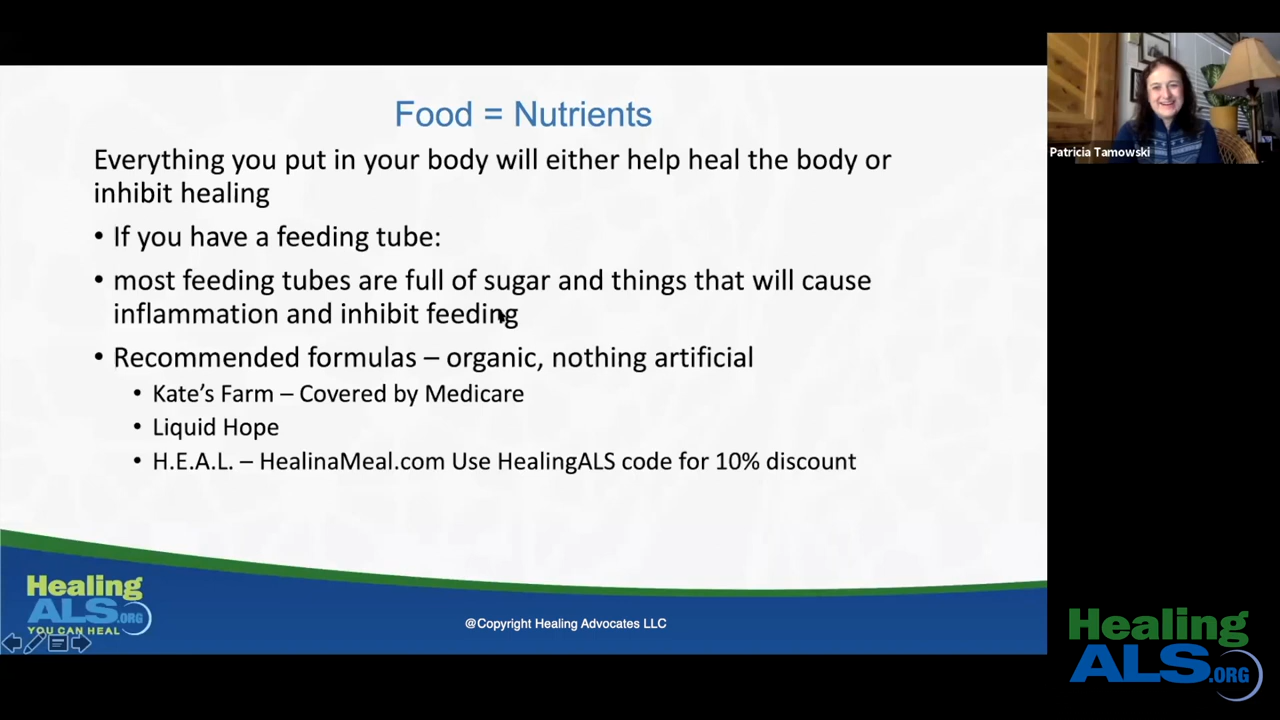 Food = Nutrients
Everything you put in your body will either help heal the body or
inhibit healing
• If you have a feeding tube:
• most feeding tubes are full of sugar and things that will cause
inflammation and inhibit feeding
• Recommended formulas – organic, nothing artificial
• Kate's Farm – Covered by Medicare
• Liquid Hope
• H.E.A.L. – HealinaMeal.com Use HealingALS code for 10% discount
Patricia Tamowski
Healing
ALS.ORG
YOU CAN HEAL
@Copyright Healing Advocates LLC
Healing
ALS.ORG